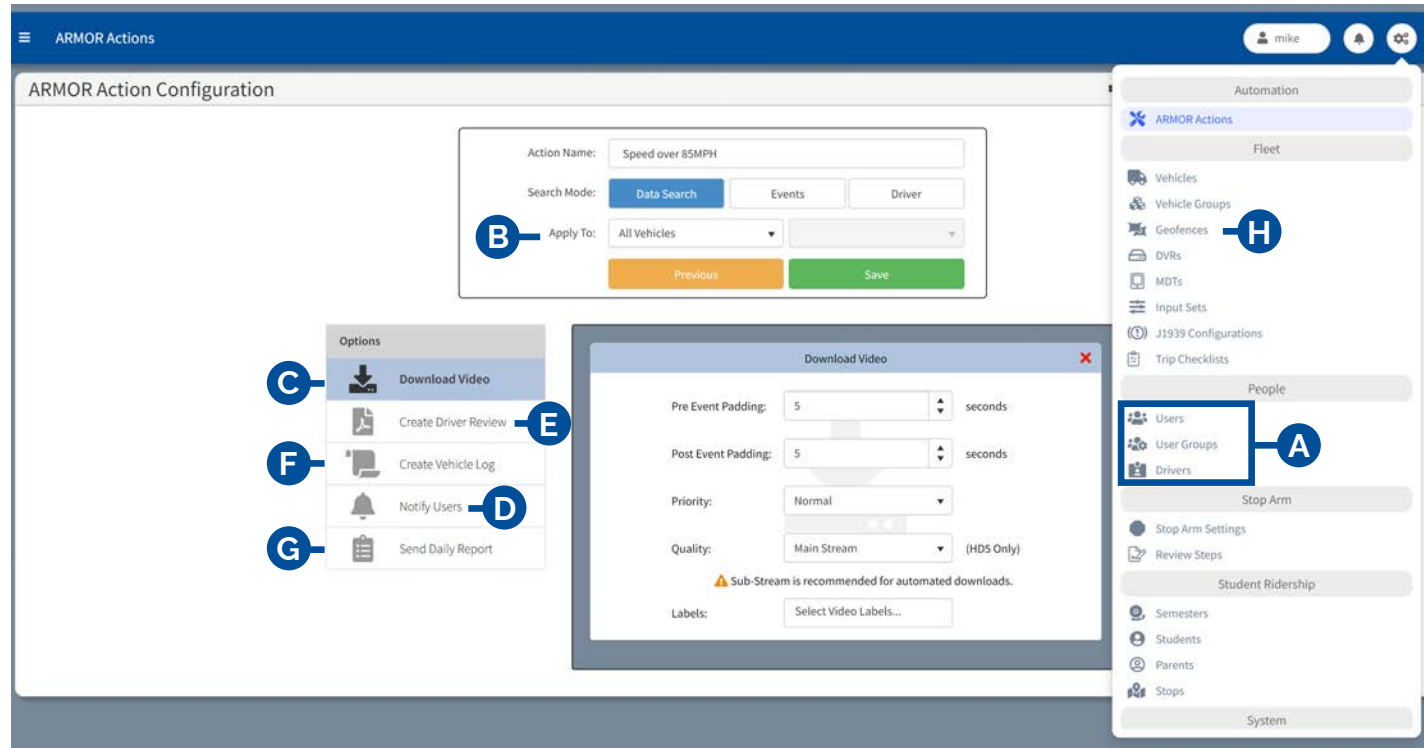 ARMOR Actions
mike
ARMOR Action Configuration
Action Name: Speed over 85MPH
Search Mode: Data Search Events Driver
B Apply To: All Vehicles
Previous Save
Options
C Download Video
Create Driver Review E
F Create Vehicle Log
Notify Users D
G Send Daily Report
Download Video
Pre Event Padding: 5 seconds
Post Event Padding: 5 seconds
Priority: Normal
Quality: Main Stream (HD5 Only)
Sub-Stream is recommended for automated downloads.
Labels: Select Video Labels...
Automation
ARMOR Actions
Fleet
Vehicles
Vehicle Groups
Geofences H
DVRs
MDTs
Input Sets
J1939 Configurations
Trip Checklists
People
Users
User Groups A
Drivers
Stop Arm
Stop Arm Settings
Review Steps
Student Ridership
Semesters
Students
Parents
Stops
System